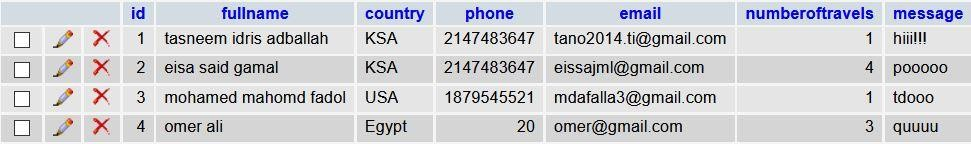 id fullname country phone email numberoftravels message
1 tasneem idris adballah KSA 2147483647 tano2014.ti@gmail.com 1 hiii!!!
2 eisa said gamal KSA 2147483647 eissajml@gmail.com 4 pooooo
3 mohamed mahomd fadol USA 1879545521 mdafalla3@gmail.com 1 tdooo
4 omer ali Egypt 20 omer@gmail.com 3 quuuu